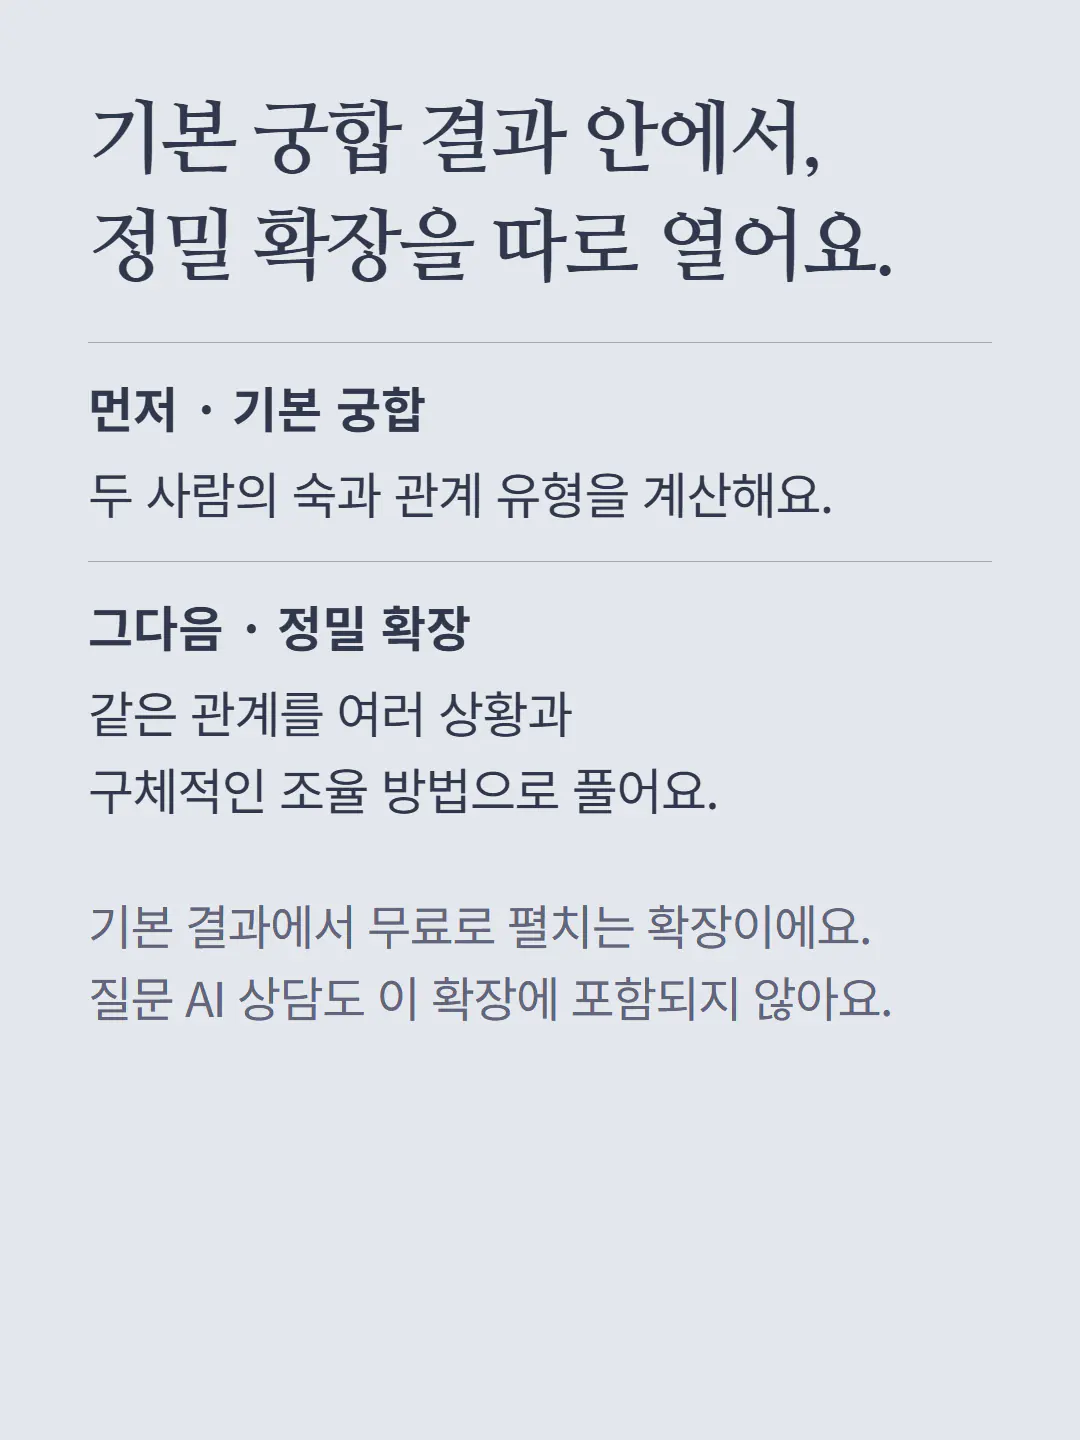 기본 궁합 결과 안에서,
정밀 확장을 따로 열어요.
먼저 · 기본 궁합
두 사람의 숙과 관계 유형을 계산해요.
그다음 · 정밀 확장
같은 관계를 여러 상황과
구체적인 조율 방법으로 풀어요.
기본 결과에서 무료로 펼치는 확장이에요.
질문 AI 상담도 이 확장에 포함되지 않아요.